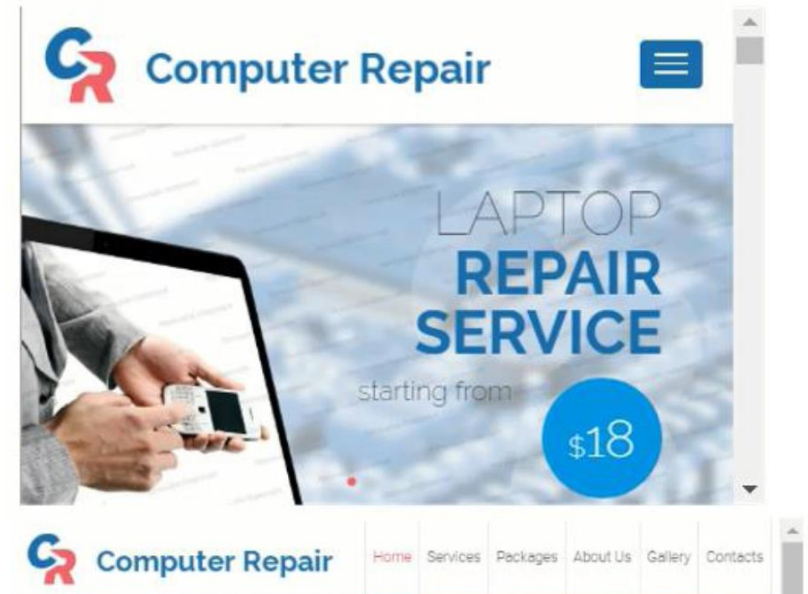 CR Computer Repair
LAPTOP
REPAIR
SERVICE
starting from
$18
CR Computer Repair Home Services Packages About Us Gallery Contacts